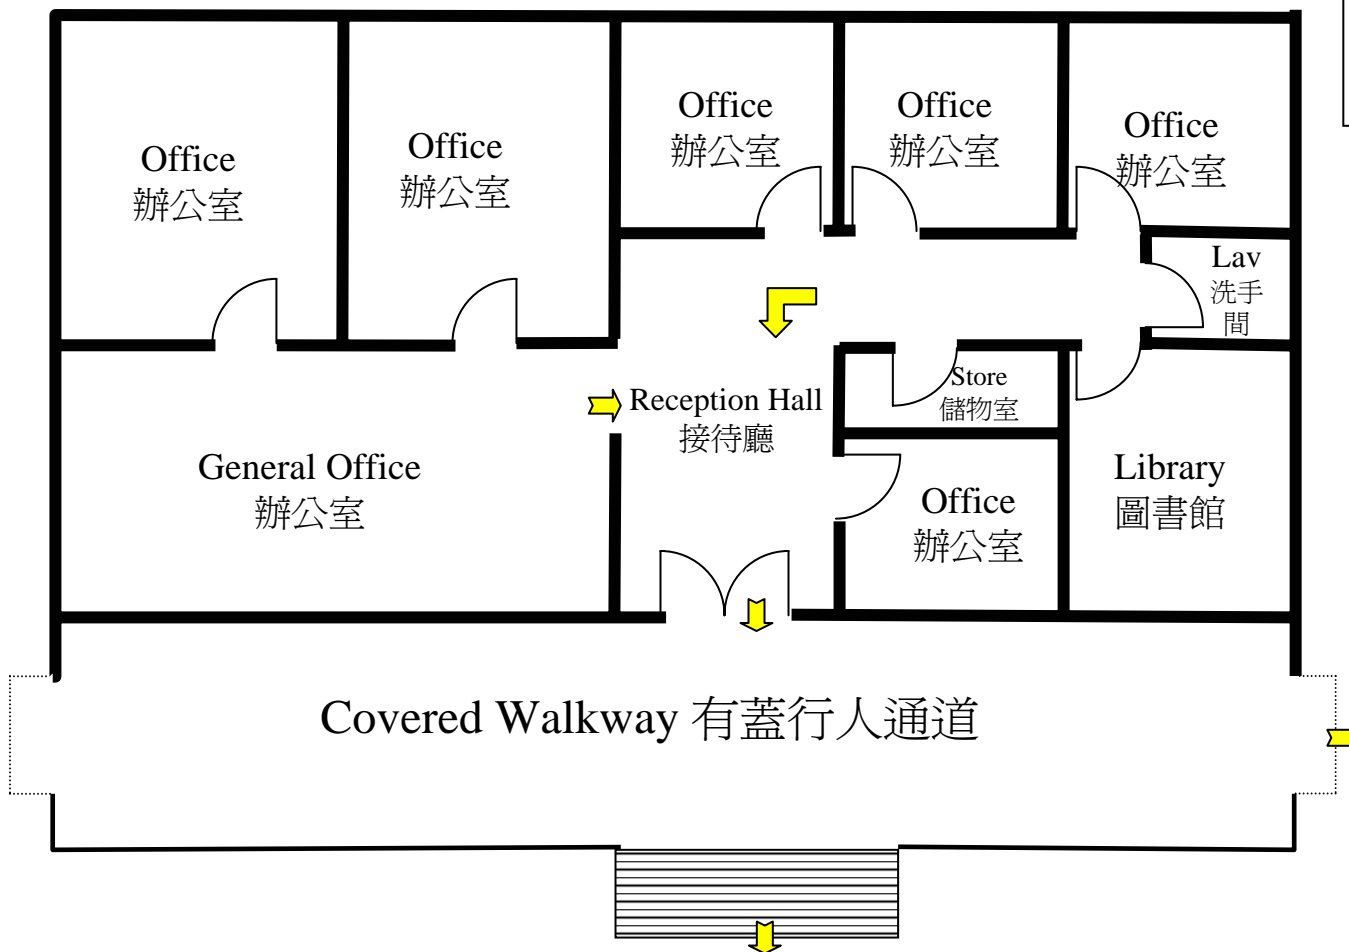 Office
辦公室
Office
辦公室
Office
辦公室
Office
辦公室
Office
辦公室
Lav
洗手
間
Store
儲物室
Reception Hall
接待廳
General Office
辦公室
Office
辦公室
Library
圖書館
Covered Walkway 有蓋行人通道